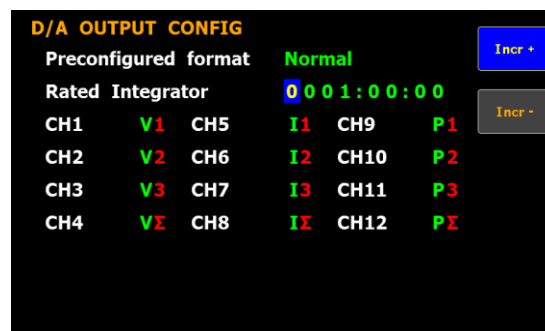 D/A OUTPUT CONFIG
Preconfigured format Normal
Incr +
Rated Integrator 0001:00:00
Incr -
CH1 V1 CH5 I1 CH9 P1
CH2 V2 CH6 I2 CH10 P2
CH3 V3 CH7 I3 CH11 P3
CH4 VΣ CH8 IΣ CH12 PΣ